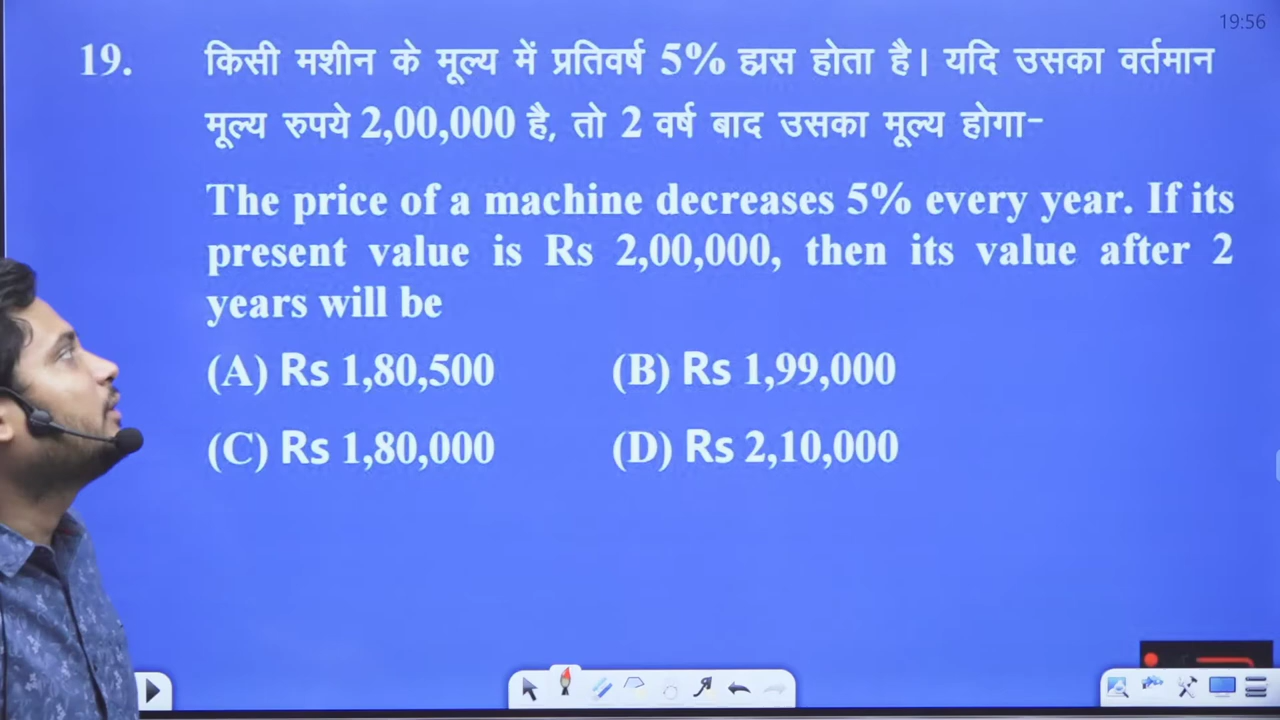 19:56
19. किसी मशीन के मूल्य में प्रतिवर्ष 5% ह्रास होता है। यदि उसका वर्तमान
मूल्य रुपये 2,00,000 है, तो 2 वर्ष बाद उसका मूल्य होगा-
The price of a machine decreases 5% every year. If its
present value is Rs 2,00,000, then its value after 2
years will be
(A) Rs 1,80,500 (B) Rs 1,99,000
(C) Rs 1,80,000 (D) Rs 2,10,000